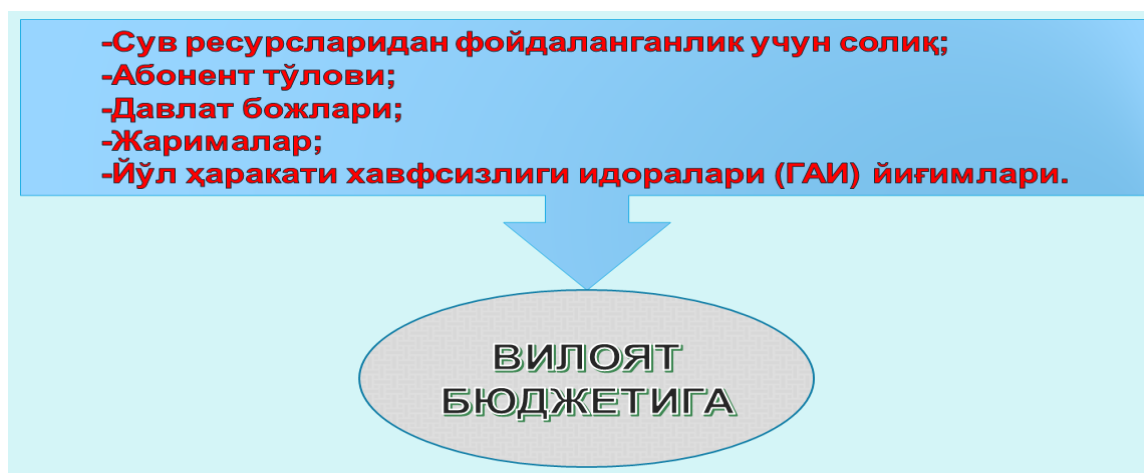 -Сув ресурсларидан фойдаланганлик учун солиқ;
-Абонент тўлови;
-Давлат божлари;
-Жарималар;
-Йўл ҳаракати хавфсизлиги идоралари (ГАИ) йиғимлари.
ВИЛОЯТ
БЮДЖЕТИГА